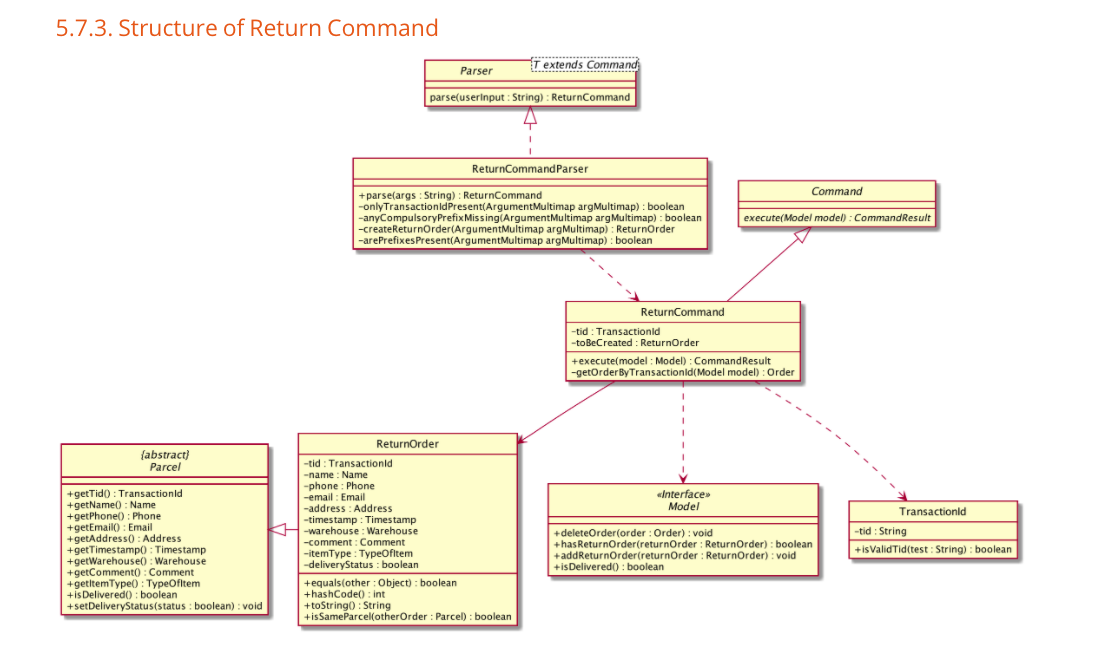 5.7.3. Structure of Return Command
T extends Command
Parser
parse(userInput : String) : ReturnCommand
ReturnCommandParser
+parse(args : String) : ReturnCommand
-onlyTransactionIdPresent(ArgumentMultimap argMultimap) : boolean
-anyCompulsoryPrefixMissing(ArgumentMultimap argMultimap) : boolean
-createReturnOrder(ArgumentMultimap argMultimap) : ReturnOrder
-arePrefixesPresent(ArgumentMultimap argMultimap) : boolean
Command
execute(Model model) : CommandResult
ReturnCommand
-tid : TransactionId
-toBeCreated : ReturnOrder
+execute(model : Model) : CommandResult
-getOrderByTransactionId(Model model) : Order
{abstract}
Parcel
+getTid() : TransactionId
+getName() : Name
+getPhone() : Phone
+getEmail() : Email
+getAddress() : Address
+getTimestamp() : Timestamp
+getWarehouse() : Warehouse
+getComment() : Comment
+getItemType() : TypeOfItem
+isDelivered() : boolean
+setDeliveryStatus(status : boolean) : void
ReturnOrder
-tid : TransactionId
-name : Name
-phone : Phone
-email : Email
-address : Address
-timestamp : Timestamp
-warehouse : Warehouse
-comment : Comment
-itemType : TypeOfItem
-deliveryStatus : boolean
+equals(other : Object) : boolean
+hashCode() : int
+toString() : String
+isSameParcel(otherOrder : Parcel) : boolean
«Interface»
Model
+deleteOrder(order : Order) : void
+hasReturnOrder(returnOrder : ReturnOrder) : boolean
+addReturnOrder(returnOrder : ReturnOrder) : void
+isDelivered() : boolean
TransactionId
-tid : String
+isValidTid(test : String) : boolean